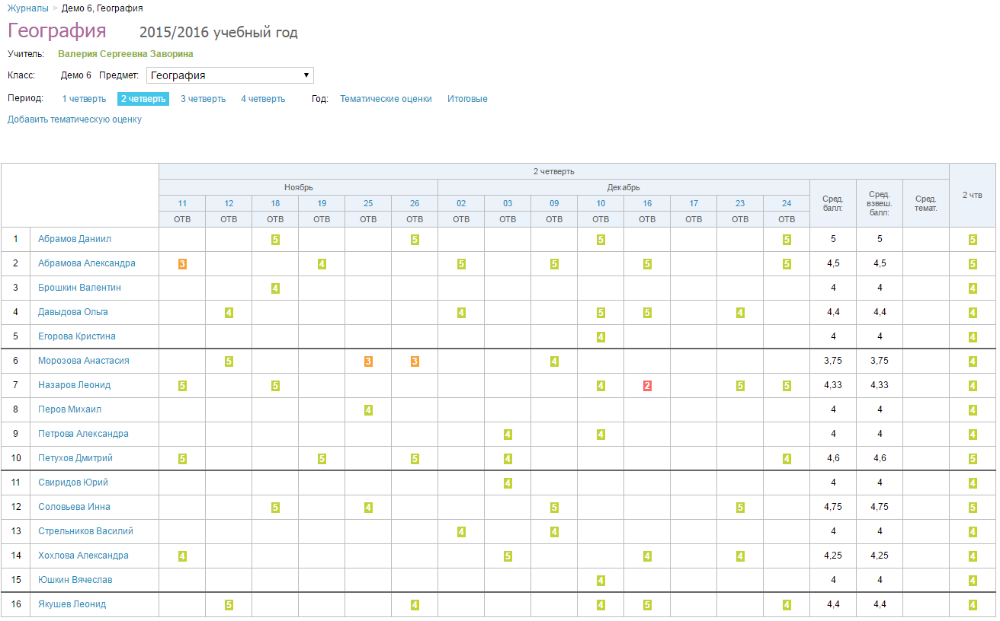 Журналы > Демо 6, География
География 2015/2016 учебный год
Учитель: Валерия Сергеевна Заворина
Класс: Демо 6 Предмет: География
Период: 1 четверть 2 четверть 3 четверть 4 четверть Год: Тематические оценки Итоговые
Добавить тематическую оценку
2 четверть
Ноябрь Декабрь Сред. балл: Сред. взвеш. балл: Сред. темат. 2 чтв
11 12 18 19 25 26 02 03 09 10 16 17 23 24
ОТВ ОТВ ОТВ ОТВ ОТВ ОТВ ОТВ ОТВ ОТВ ОТВ ОТВ ОТВ ОТВ ОТВ
1 Абрамов Даниил 5 5 5 5 5 5 5
2 Абрамова Александра 3 4 5 5 5 5 4,5 4,5 5
3 Брошкин Валентин 4 4 4 4
4 Давыдова Ольга 4 4 5 5 4 4,4 4,4 4
5 Егорова Кристина 4 4 4 4
6 Морозова Анастасия 5 3 3 4 3,75 3,75 4
7 Назаров Леонид 5 5 4 2 5 5 4,33 4,33 4
8 Перов Михаил 4 4 4 4
9 Петрова Александра 4 4 4 4 4
10 Петухов Дмитрий 5 5 5 4 4 4,6 4,6 5
11 Свиридов Юрий 4 4 4 4
12 Соловьева Инна 5 4 5 5 4,75 4,75 5
13 Стрельников Василий 4 4 4 4 4
14 Хохлова Александра 4 5 4 4 4,25 4,25 4
15 Юшкин Вячеслав 4 4 4 4
16 Якушев Леонид 5 4 4 5 4 4,4 4,4 4